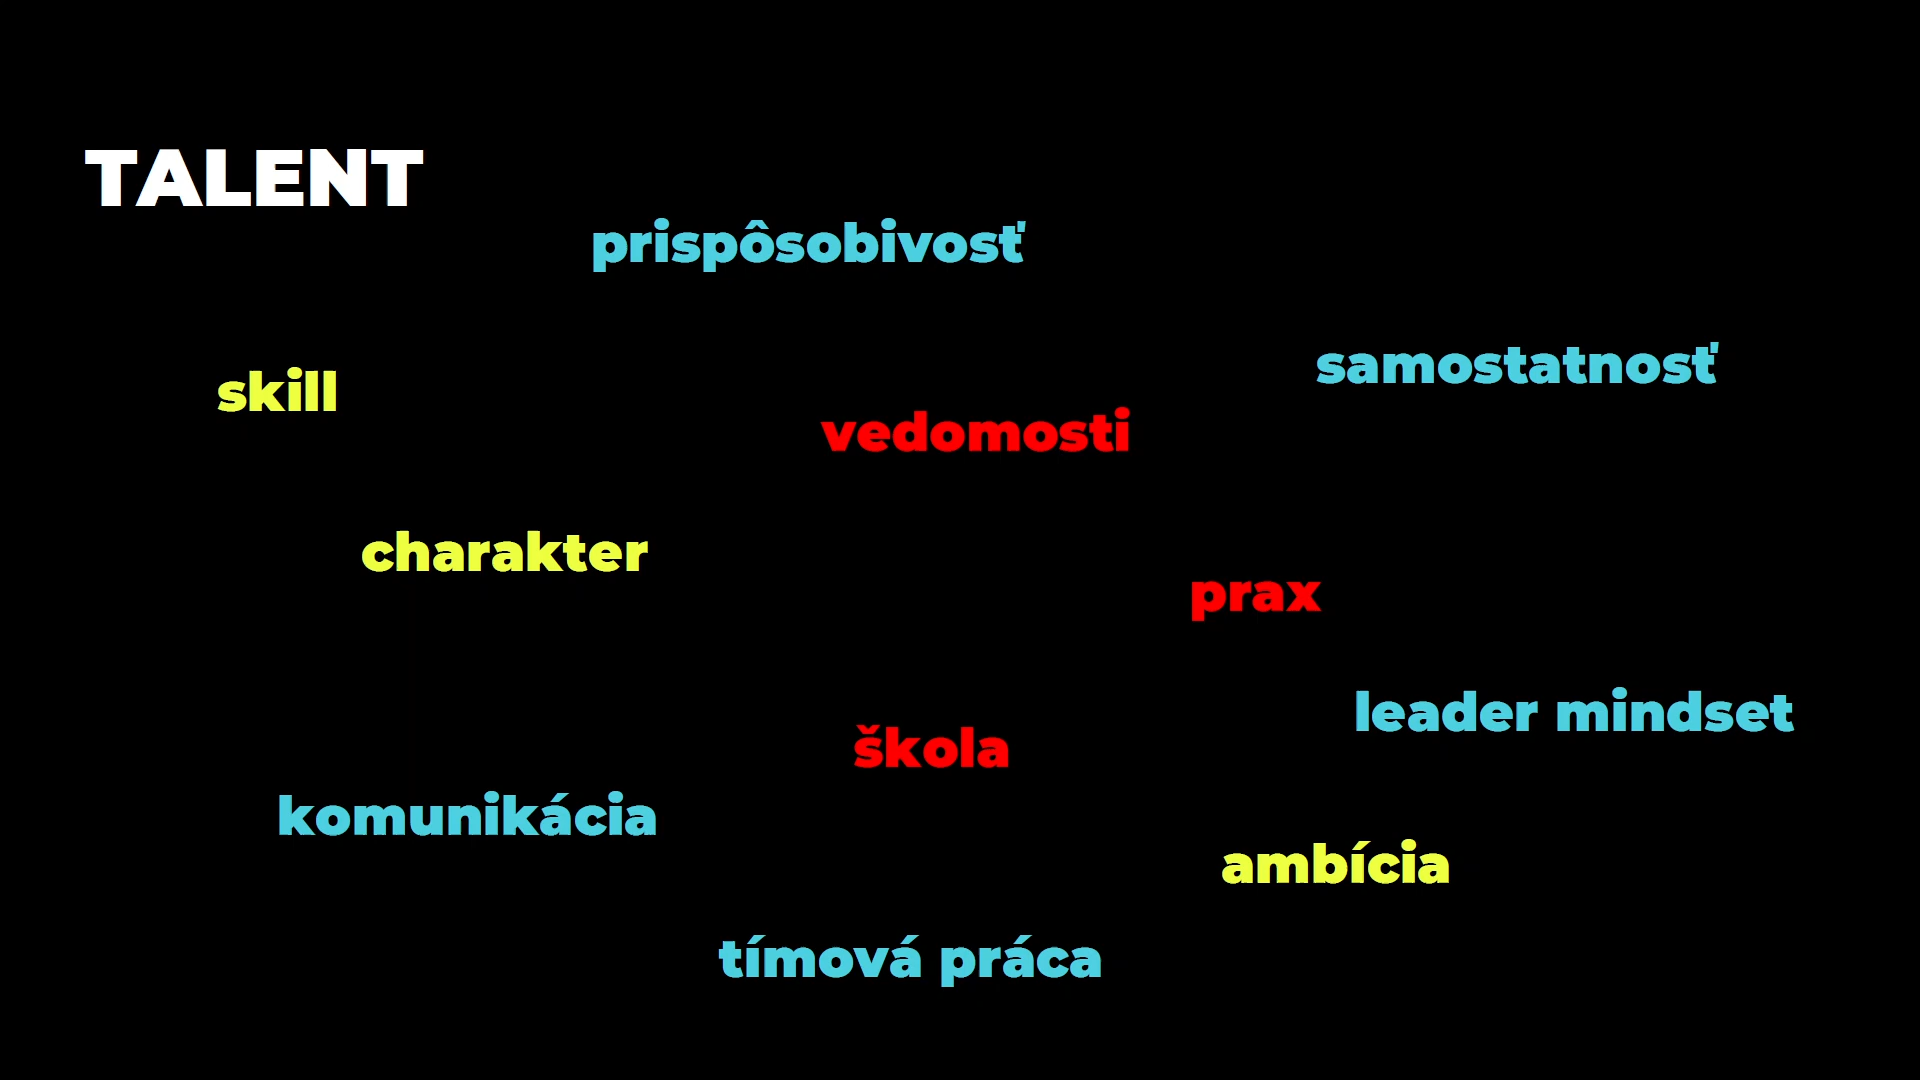 TALENT
prispôsobivosť
samostatnosť
skill
vedomosti
charakter
prax
leader mindset
škola
komunikácia
ambícia
tímová práca